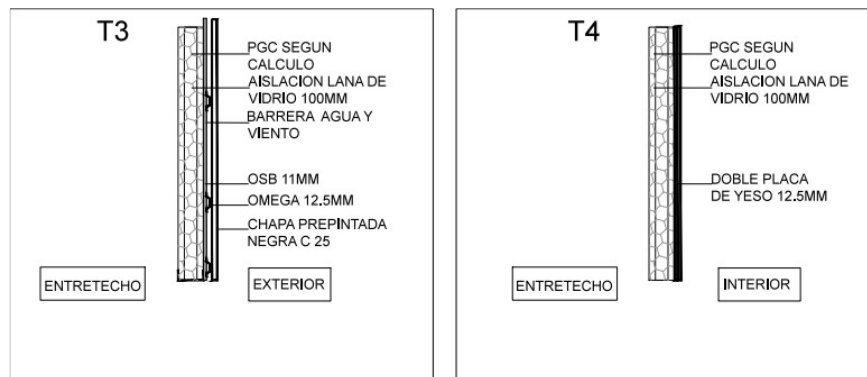 T3
PGC SEGUN
CALCULO
AISLACION LANA DE
VIDRIO 100MM
BARRERA AGUA Y
VIENTO
OSB 11MM
OMEGA 12.5MM
CHAPA PREPINTADA
NEGRA C 25
ENTRETECHO
EXTERIOR
T4
PGC SEGUN
CALCULO
AISLACION LANA DE
VIDRIO 100MM
DOBLE PLACA
DE YESO 12.5MM
ENTRETECHO
INTERIOR